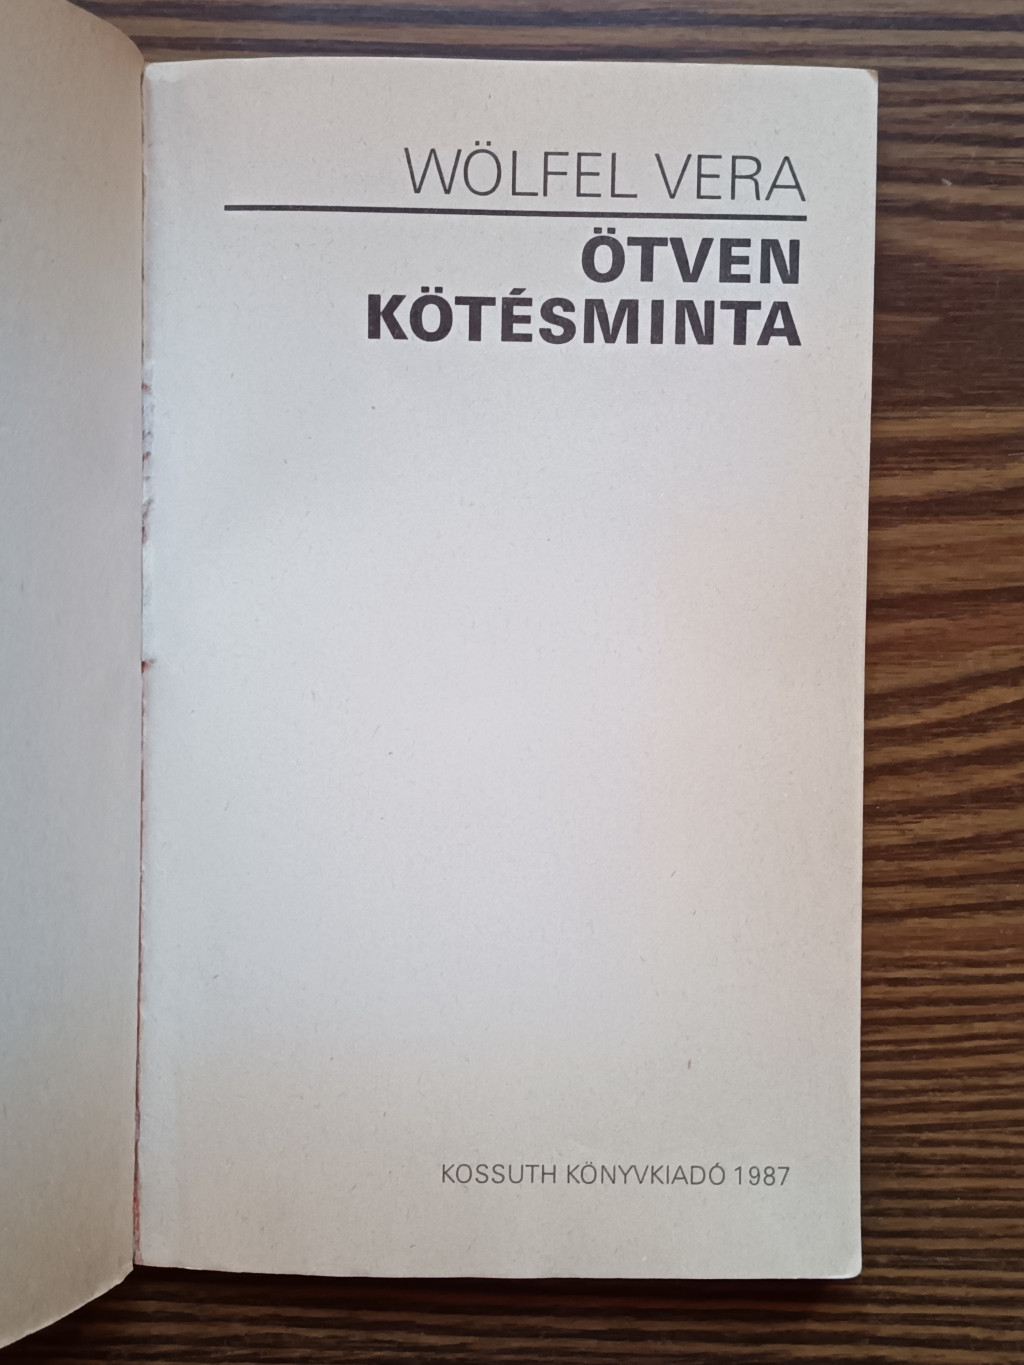 WÖLFEL VERA
ÖTVEN
KÖTÉSMINTA
KOSSUTH KÖNYVKIADÓ 1987